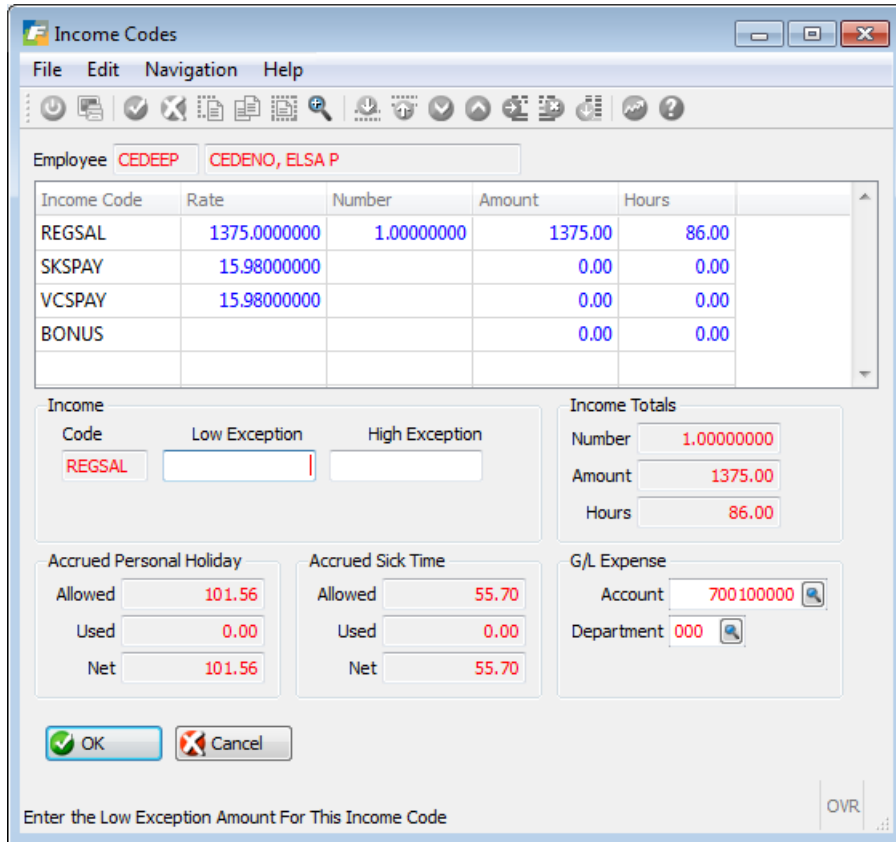 Income Codes
File Edit Navigation Help
Employee CEDEEP CEDENO, ELSA P
Income Code Rate Number Amount Hours
REGSAL 1375.0000000 1.00000000 1375.00 86.00
SKSPAY 15.98000000 0.00 0.00
VCSPAY 15.98000000 0.00 0.00
BONUS 0.00 0.00
Income
Code Low Exception High Exception
REGSAL
Income Totals
Number 1.00000000
Amount 1375.00
Hours 86.00
Accrued Personal Holiday
Allowed 101.56
Used 0.00
Net 101.56
Accrued Sick Time
Allowed 55.70
Used 0.00
Net 55.70
G/L Expense
Account 700100000
Department 000
OK Cancel
Enter the Low Exception Amount For This Income Code OVR